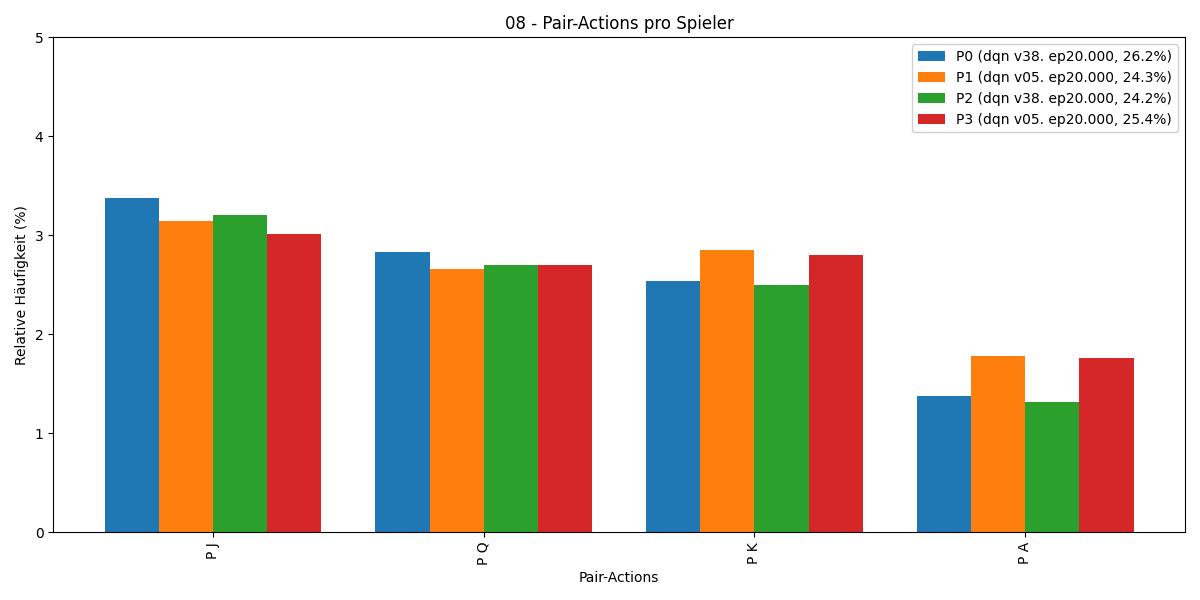 08 - Pair-Actions pro Spieler
P0 (dqn v38. ep20.000, 26.2%)
P1 (dqn v05. ep20.000, 24.3%)
P2 (dqn v38. ep20.000, 24.2%)
P3 (dqn v05. ep20.000, 25.4%)
Relative Häufigkeit (%)
5
4
3
2
1
0
P J
P Q
P K
P A
Pair-Actions